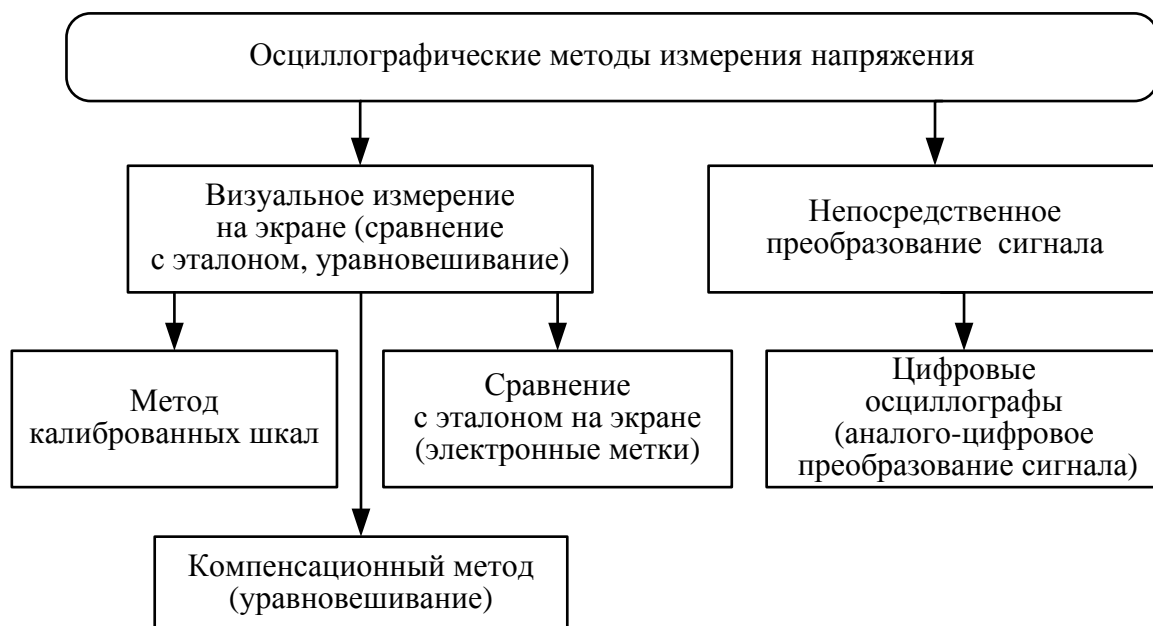 Осциллографические методы измерения напряжения
Визуальное измерение
на экране (сравнение
с эталоном, уравновешивание)
Непосредственное
преобразование сигнала
Метод
калиброванных шкал
Сравнение
с эталоном на экране
(электронные метки)
Цифровые
осциллографы
(аналого-цифровое
преобразование сигнала)
Компенсационный метод
(уравновешивание)